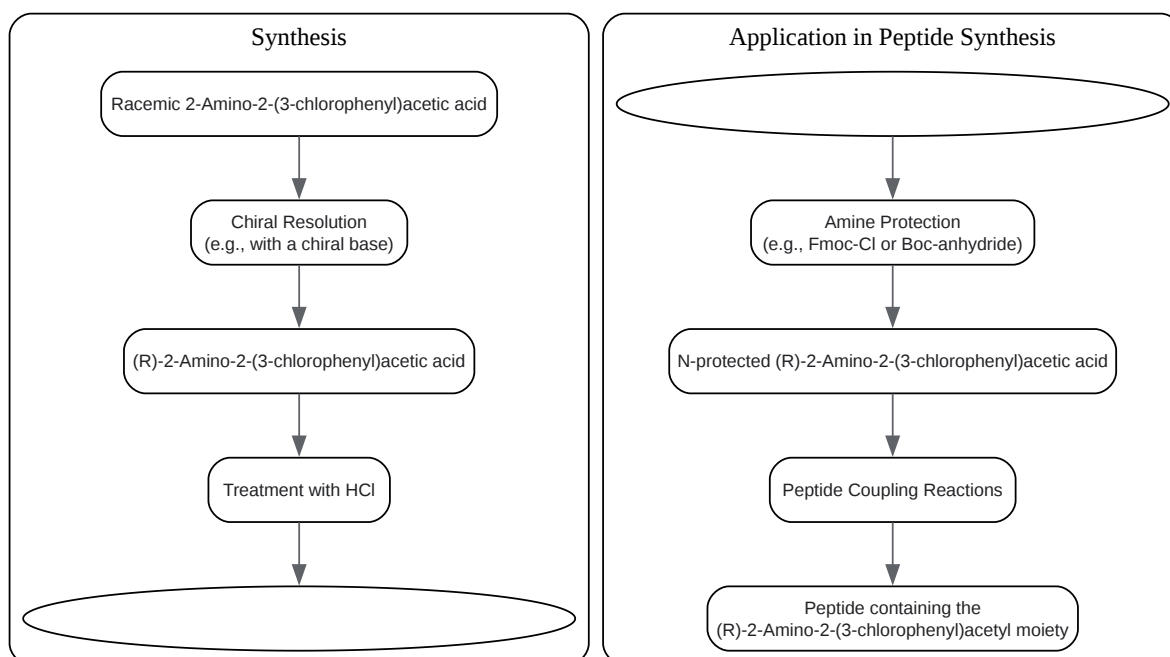 Synthesis
Racemic 2-Amino-2-(3-chlorophenyl)acetic acid
Chiral Resolution
(e.g., with a chiral base)
(R)-2-Amino-2-(3-chlorophenyl)acetic acid
Treatment with HCl
Application in Peptide Synthesis
Amine Protection
(e.g., Fmoc-Cl or Boc-anhydride)
N-protected (R)-2-Amino-2-(3-chlorophenyl)acetic acid
Peptide Coupling Reactions
Peptide containing the
(R)-2-Amino-2-(3-chlorophenyl)acetyl moiety